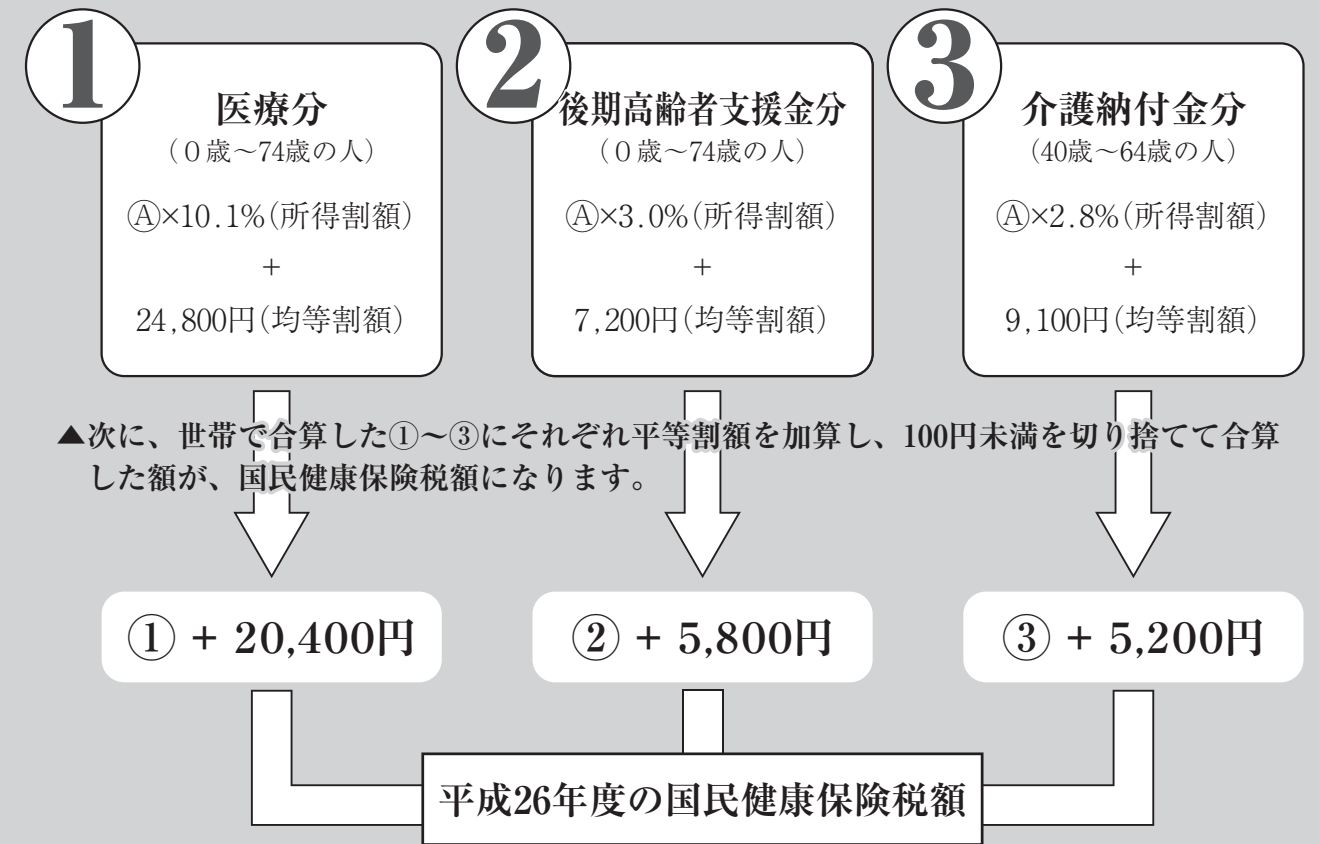 1
医療分
(0歳～74歳の人)
Ⓐ×10.1%(所得割額)
+
24,800円(均等割額)
2
後期高齢者支援金分
(0歳～74歳の人)
Ⓐ×3.0%(所得割額)
+
7,200円(均等割額)
3
介護納付金分
(40歳～64歳の人)
Ⓐ×2.8%(所得割額)
+
9,100円(均等割額)
▲次に、世帯で合算した①～③にそれぞれ平等割額を加算し、100円未満を切り捨てて合算
した額が、国民健康保険税額になります。
① + 20,400円
② + 5,800円
③ + 5,200円
平成26年度の国民健康保険税額